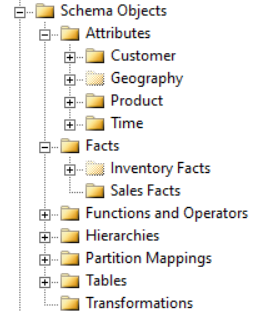 Schema Objects
Attributes
Customer
Geography
Product
Time
Facts
Inventory Facts
Sales Facts
Functions and Operators
Hierarchies
Partition Mappings
Tables
Transformations